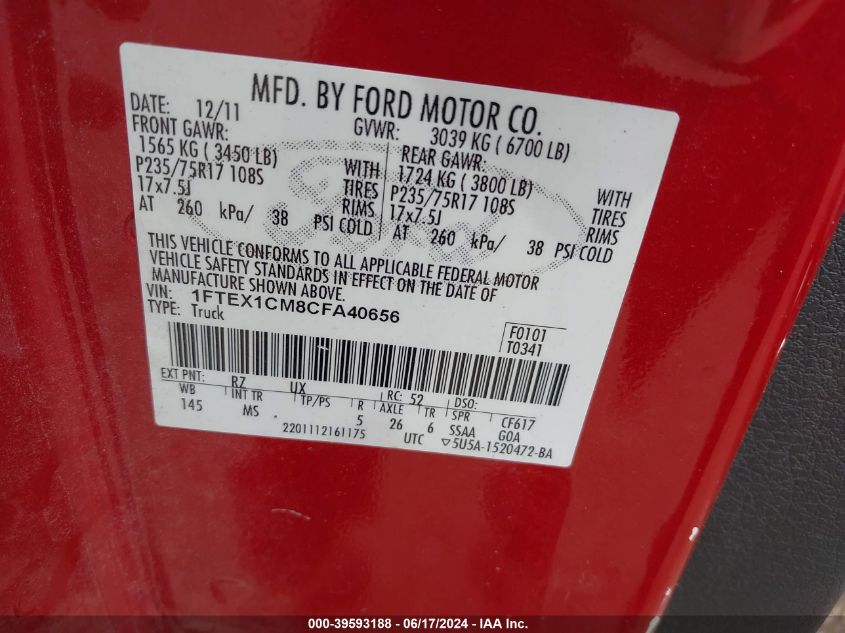 MFD. BY FORD MOTOR CO.
DATE: 12/11 GVWR: 3039 KG ( 6700 LB)
FRONT GAWR: REAR GAWR:
1565 KG ( 3450 LB) WITH 1724 KG ( 3800 LB) WITH
P235/75R17 108S TIRES P235/75R17 108S TIRES
17x7.5J RIMS 17x7.5J RIMS
AT 260 kPa/ 38 PSI COLD AT 260 kPa/ 38 PSI COLD
THIS VEHICLE CONFORMS TO ALL APPLICABLE FEDERAL MOTOR
VEHICLE SAFETY STANDARDS IN EFFECT ON THE DATE OF
MANUFACTURE SHOWN ABOVE.
VIN: 1FTEX1CM8CFA40656
TYPE: Truck
F0101
T0341
EXT PNT: RZ UX RC: 52 DSO:
WB INT TR TP/PS R AXLE TR SPR CF617
145 MS 5 26 6 SSAA GOA
2201112161175 UTC ▽5U5A-1520472-BA
000-39593188 - 06/17/2024 - IAA Inc.